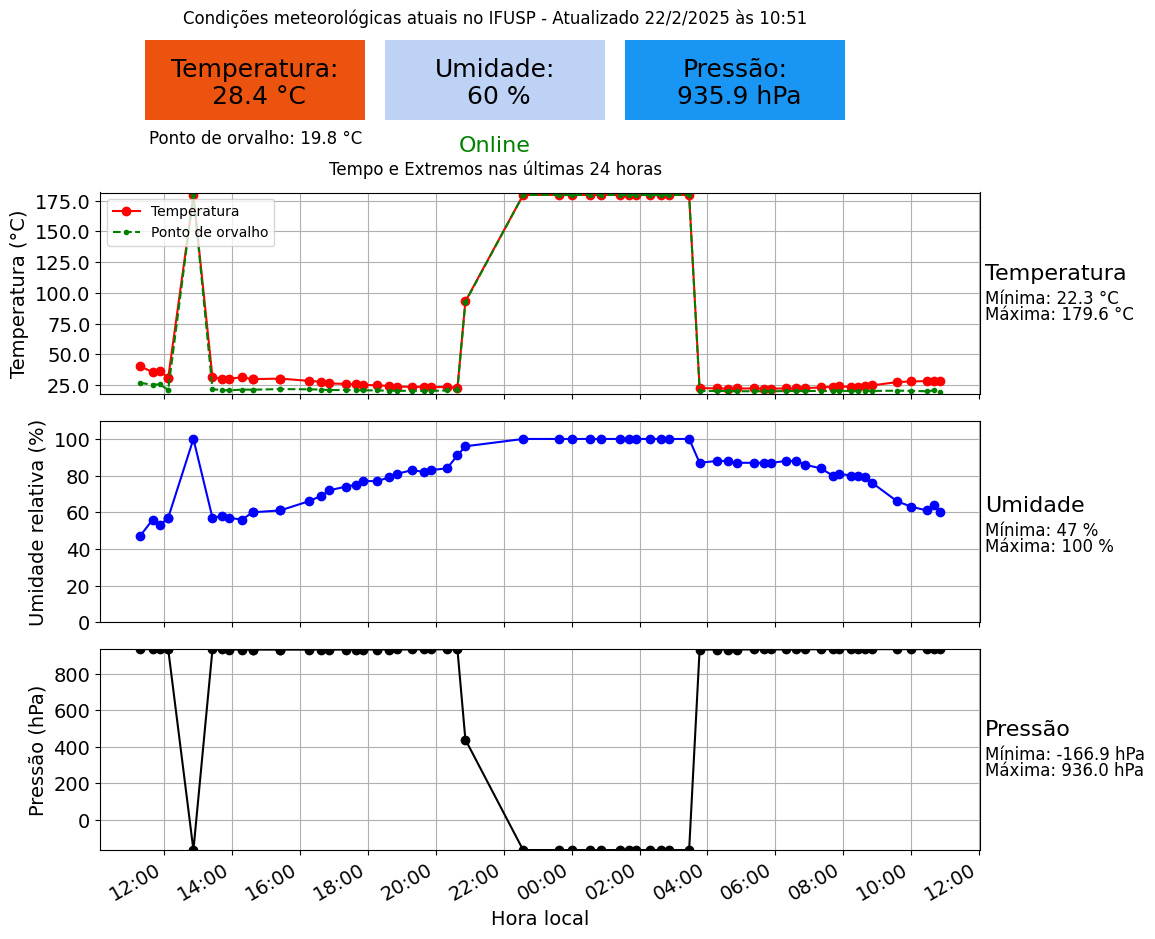 Condições meteorológicas atuais no IFUSP - Atualizado 22/2/2025 às 10:51
Temperatura:
28.4 °C
Umidade:
60 %
Pressão:
935.9 hPa
Ponto de orvalho: 19.8 °C
Online
Tempo e Extremos nas últimas 24 horas
Temperatura (°C)
175.0
150.0
125.0
100.0
75.0
50.0
25.0
Temperatura
Ponto de orvalho
Temperatura
Mínima: 22.3 °C
Máxima: 179.6 °C
Umidade relativa (%)
100
80
60
40
20
0
Umidade
Mínima: 47 %
Máxima: 100 %
Pressão (hPa)
800
600
400
200
0
Pressão
Mínima: -166.9 hPa
Máxima: 936.0 hPa
12:00
14:00
16:00
18:00
20:00
22:00
00:00
02:00
04:00
06:00
08:00
10:00
12:00
Hora local